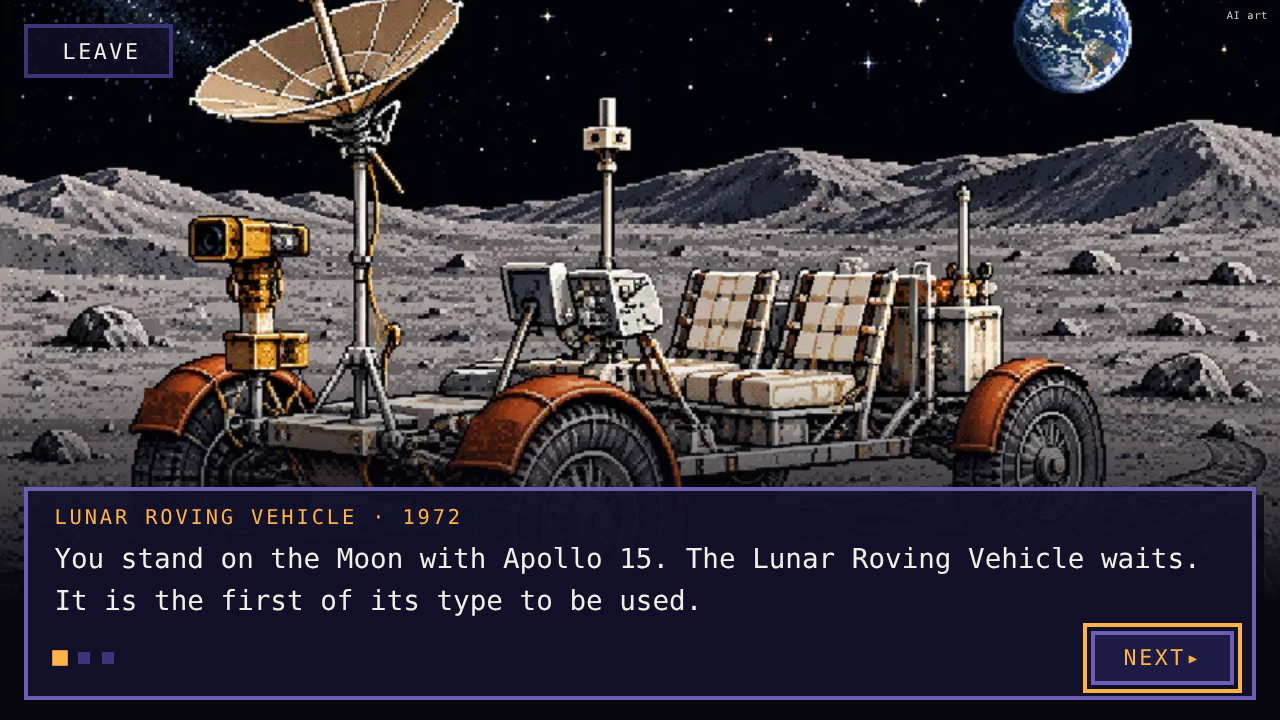 AI art
LEAVE
LUNAR ROVING VEHICLE · 1972
You stand on the Moon with Apollo 15. The Lunar Roving Vehicle waits.
It is the first of its type to be used.
NEXT▸